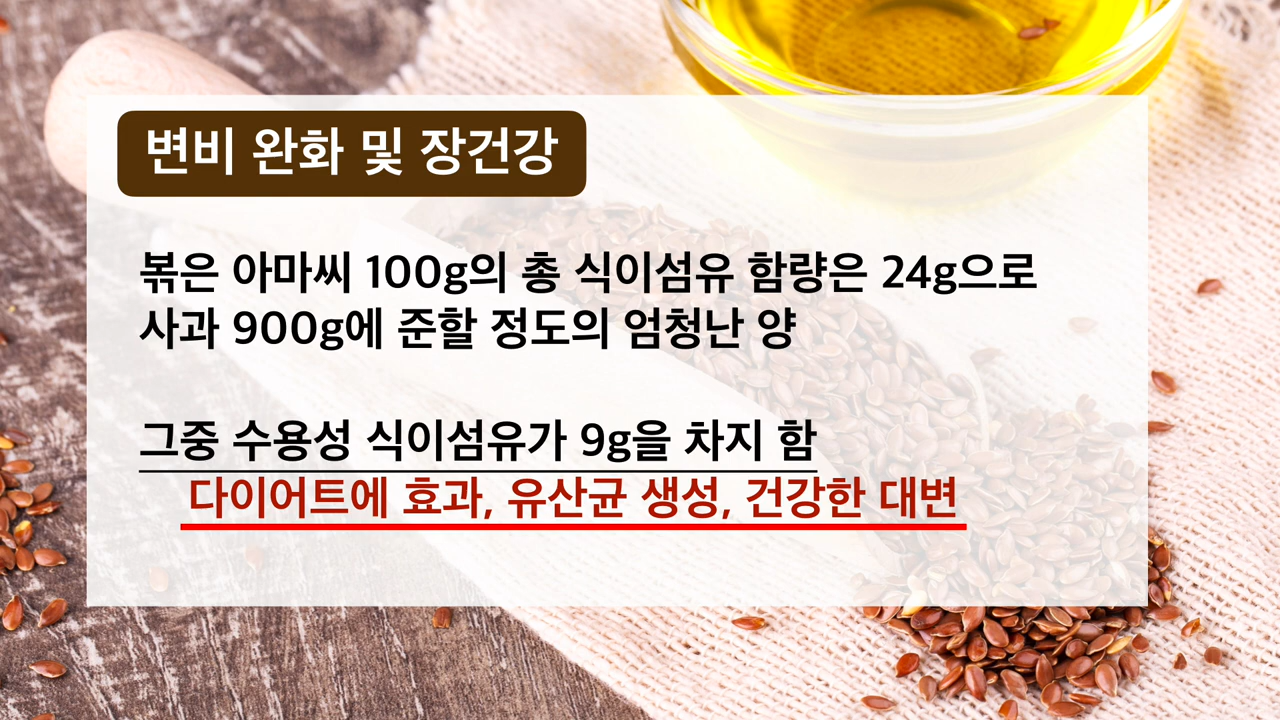 변비 완화 및 장건강
볶은 아마씨 100g의 총 식이섬유 함량은 24g으로
사과 900g에 준할 정도의 엄청난 양
그중 수용성 식이섬유가 9g을 차지 함
다이어트에 효과, 유산균 생성, 건강한 대변